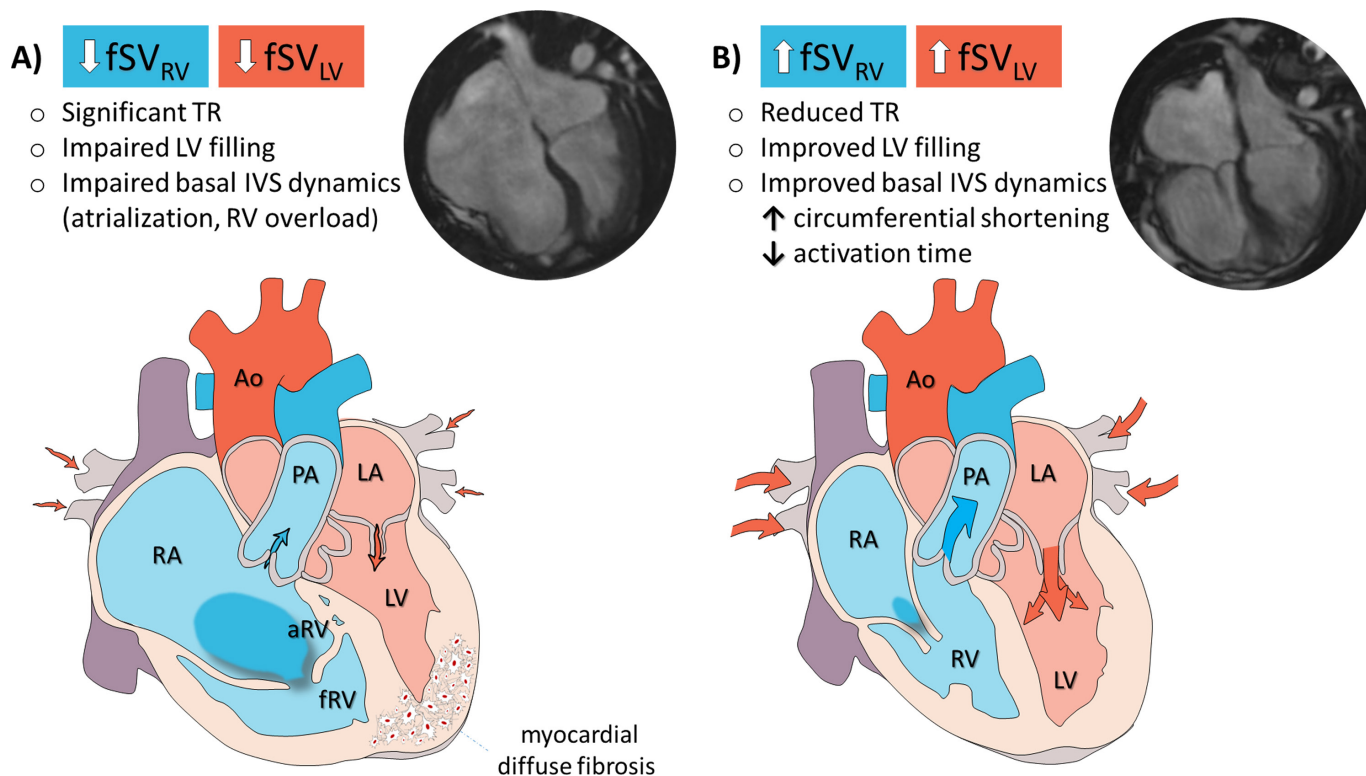 A)
↓ fSVRV
↓ fSVLV
○ Significant TR
○ Impaired LV filling
○ Impaired basal IVS dynamics
(atrialization, RV overload)
Ao
PA
LA
RA
LV
aRV
fRV
myocardial
diffuse fibrosis
B)
↑ fSVRV
↑ fSVLV
○ Reduced TR
○ Improved LV filling
○ Improved basal IVS dynamics
↑ circumferential shortening
↓ activation time
Ao
PA
LA
RA
RV
LV